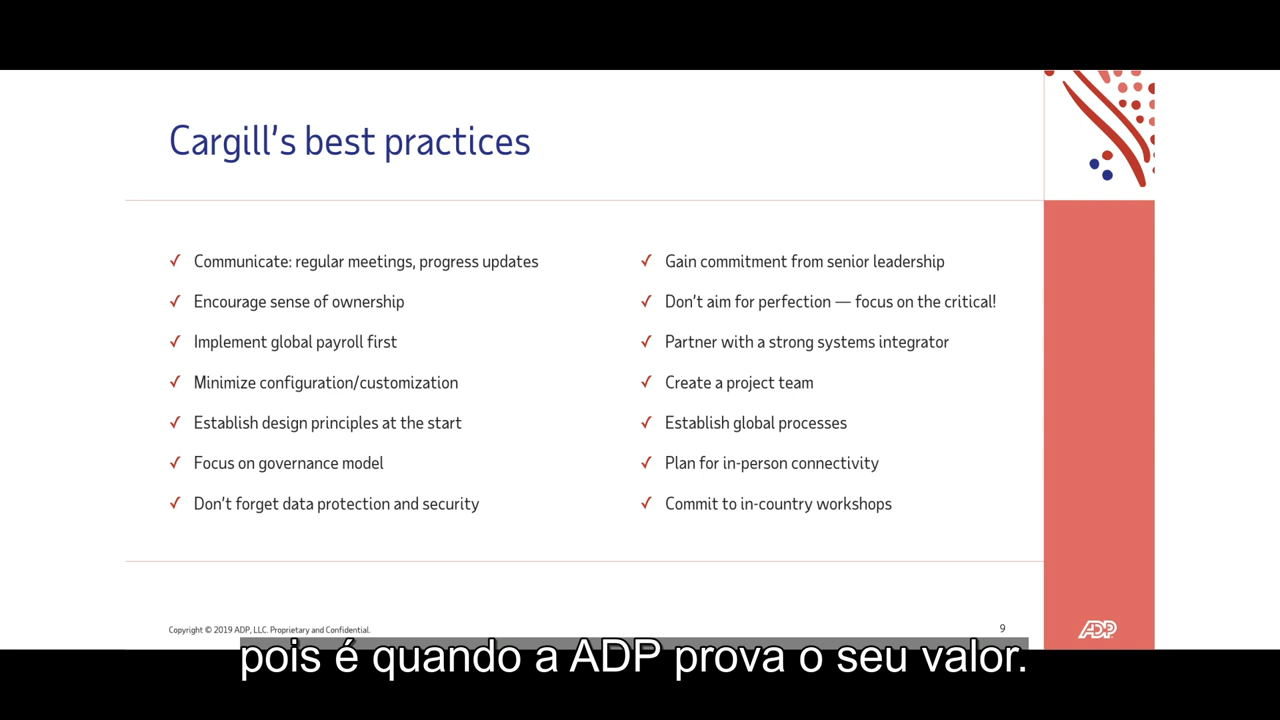 Cargill's best practices
✓ Communicate: regular meetings, progress updates
✓ Encourage sense of ownership
✓ Implement global payroll first
✓ Minimize configuration/customization
✓ Establish design principles at the start
✓ Focus on governance model
✓ Don't forget data protection and security
✓ Gain commitment from senior leadership
✓ Don't aim for perfection — focus on the critical!
✓ Partner with a strong systems integrator
✓ Create a project team
✓ Establish global processes
✓ Plan for in-person connectivity
✓ Commit to in-country workshops
Copyright © 2019 ADP, LLC. Proprietary and Confidential.
9
ADP
pois é quando a ADP prova o seu valor.